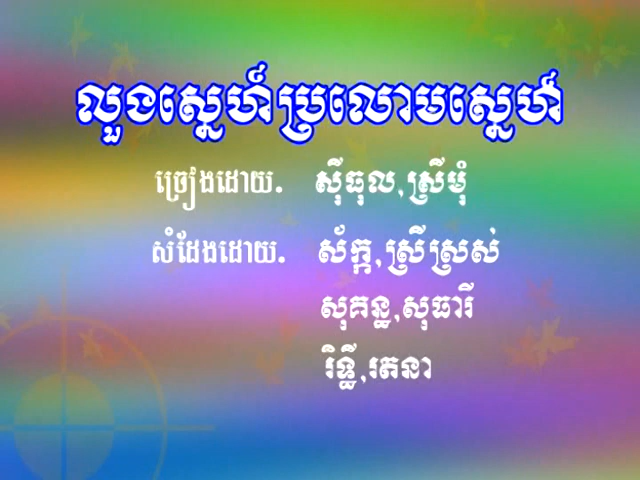 លួងស្នេហ៍ប្រលោមស្នេហ៍
ច្រៀងដោយ. ស៊ីធុល,ស្រីមុំ
សំដែងដោយ. ស័ក្ក,ស្រីស្រស់
សុគន្ធ,សុធារី
រិទ្ធី,រតនា